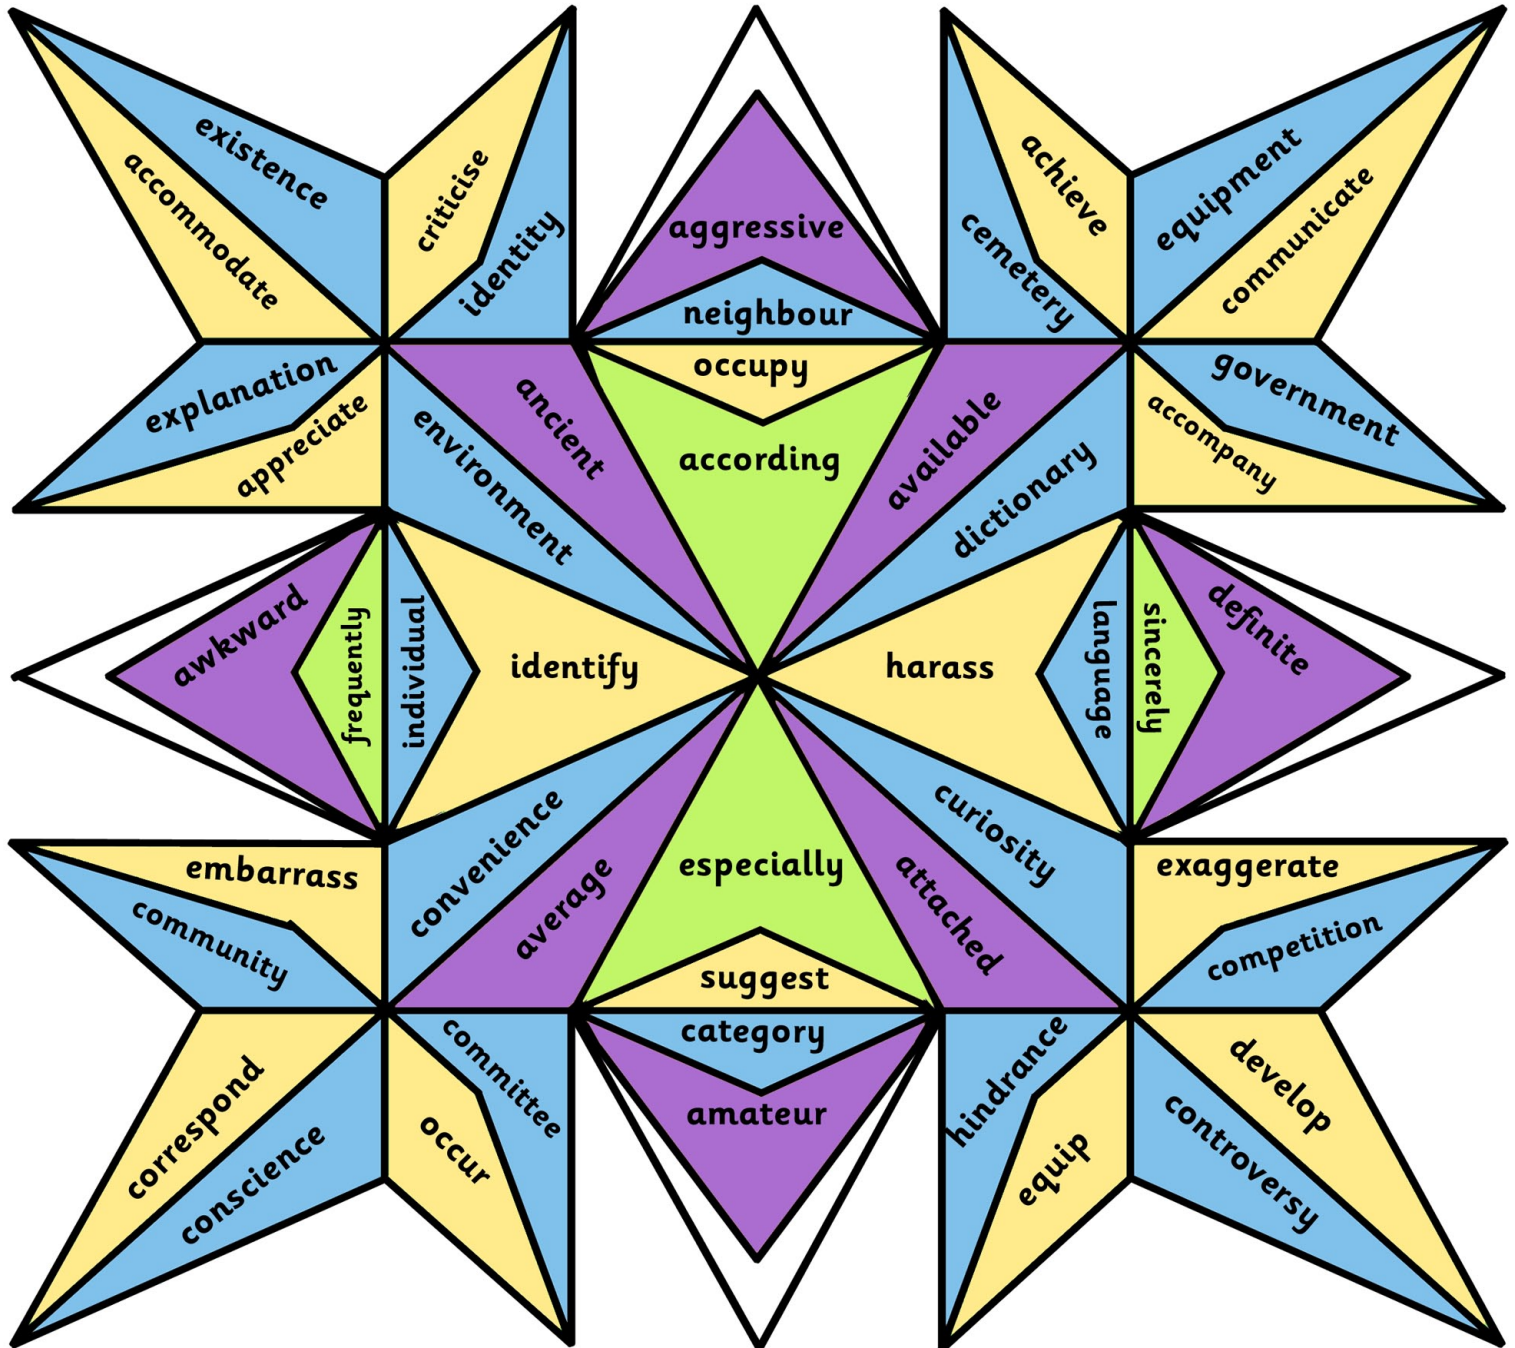 existence
accommodate
criticise
identity
aggressive
neighbour
occupy
according
achieve
cemetery
equipment
communicate
explanation
appreciate
environment
ancient
available
dictionary
government
accompany
awkward
frequently
individual
identify
harass
language
sincerely
definite
embarrass
community
convenience
average
especially
suggest
category
amateur
attached
curiosity
exaggerate
competition
correspond
conscience
committee
occur
hindrance
equip
develop
controversy